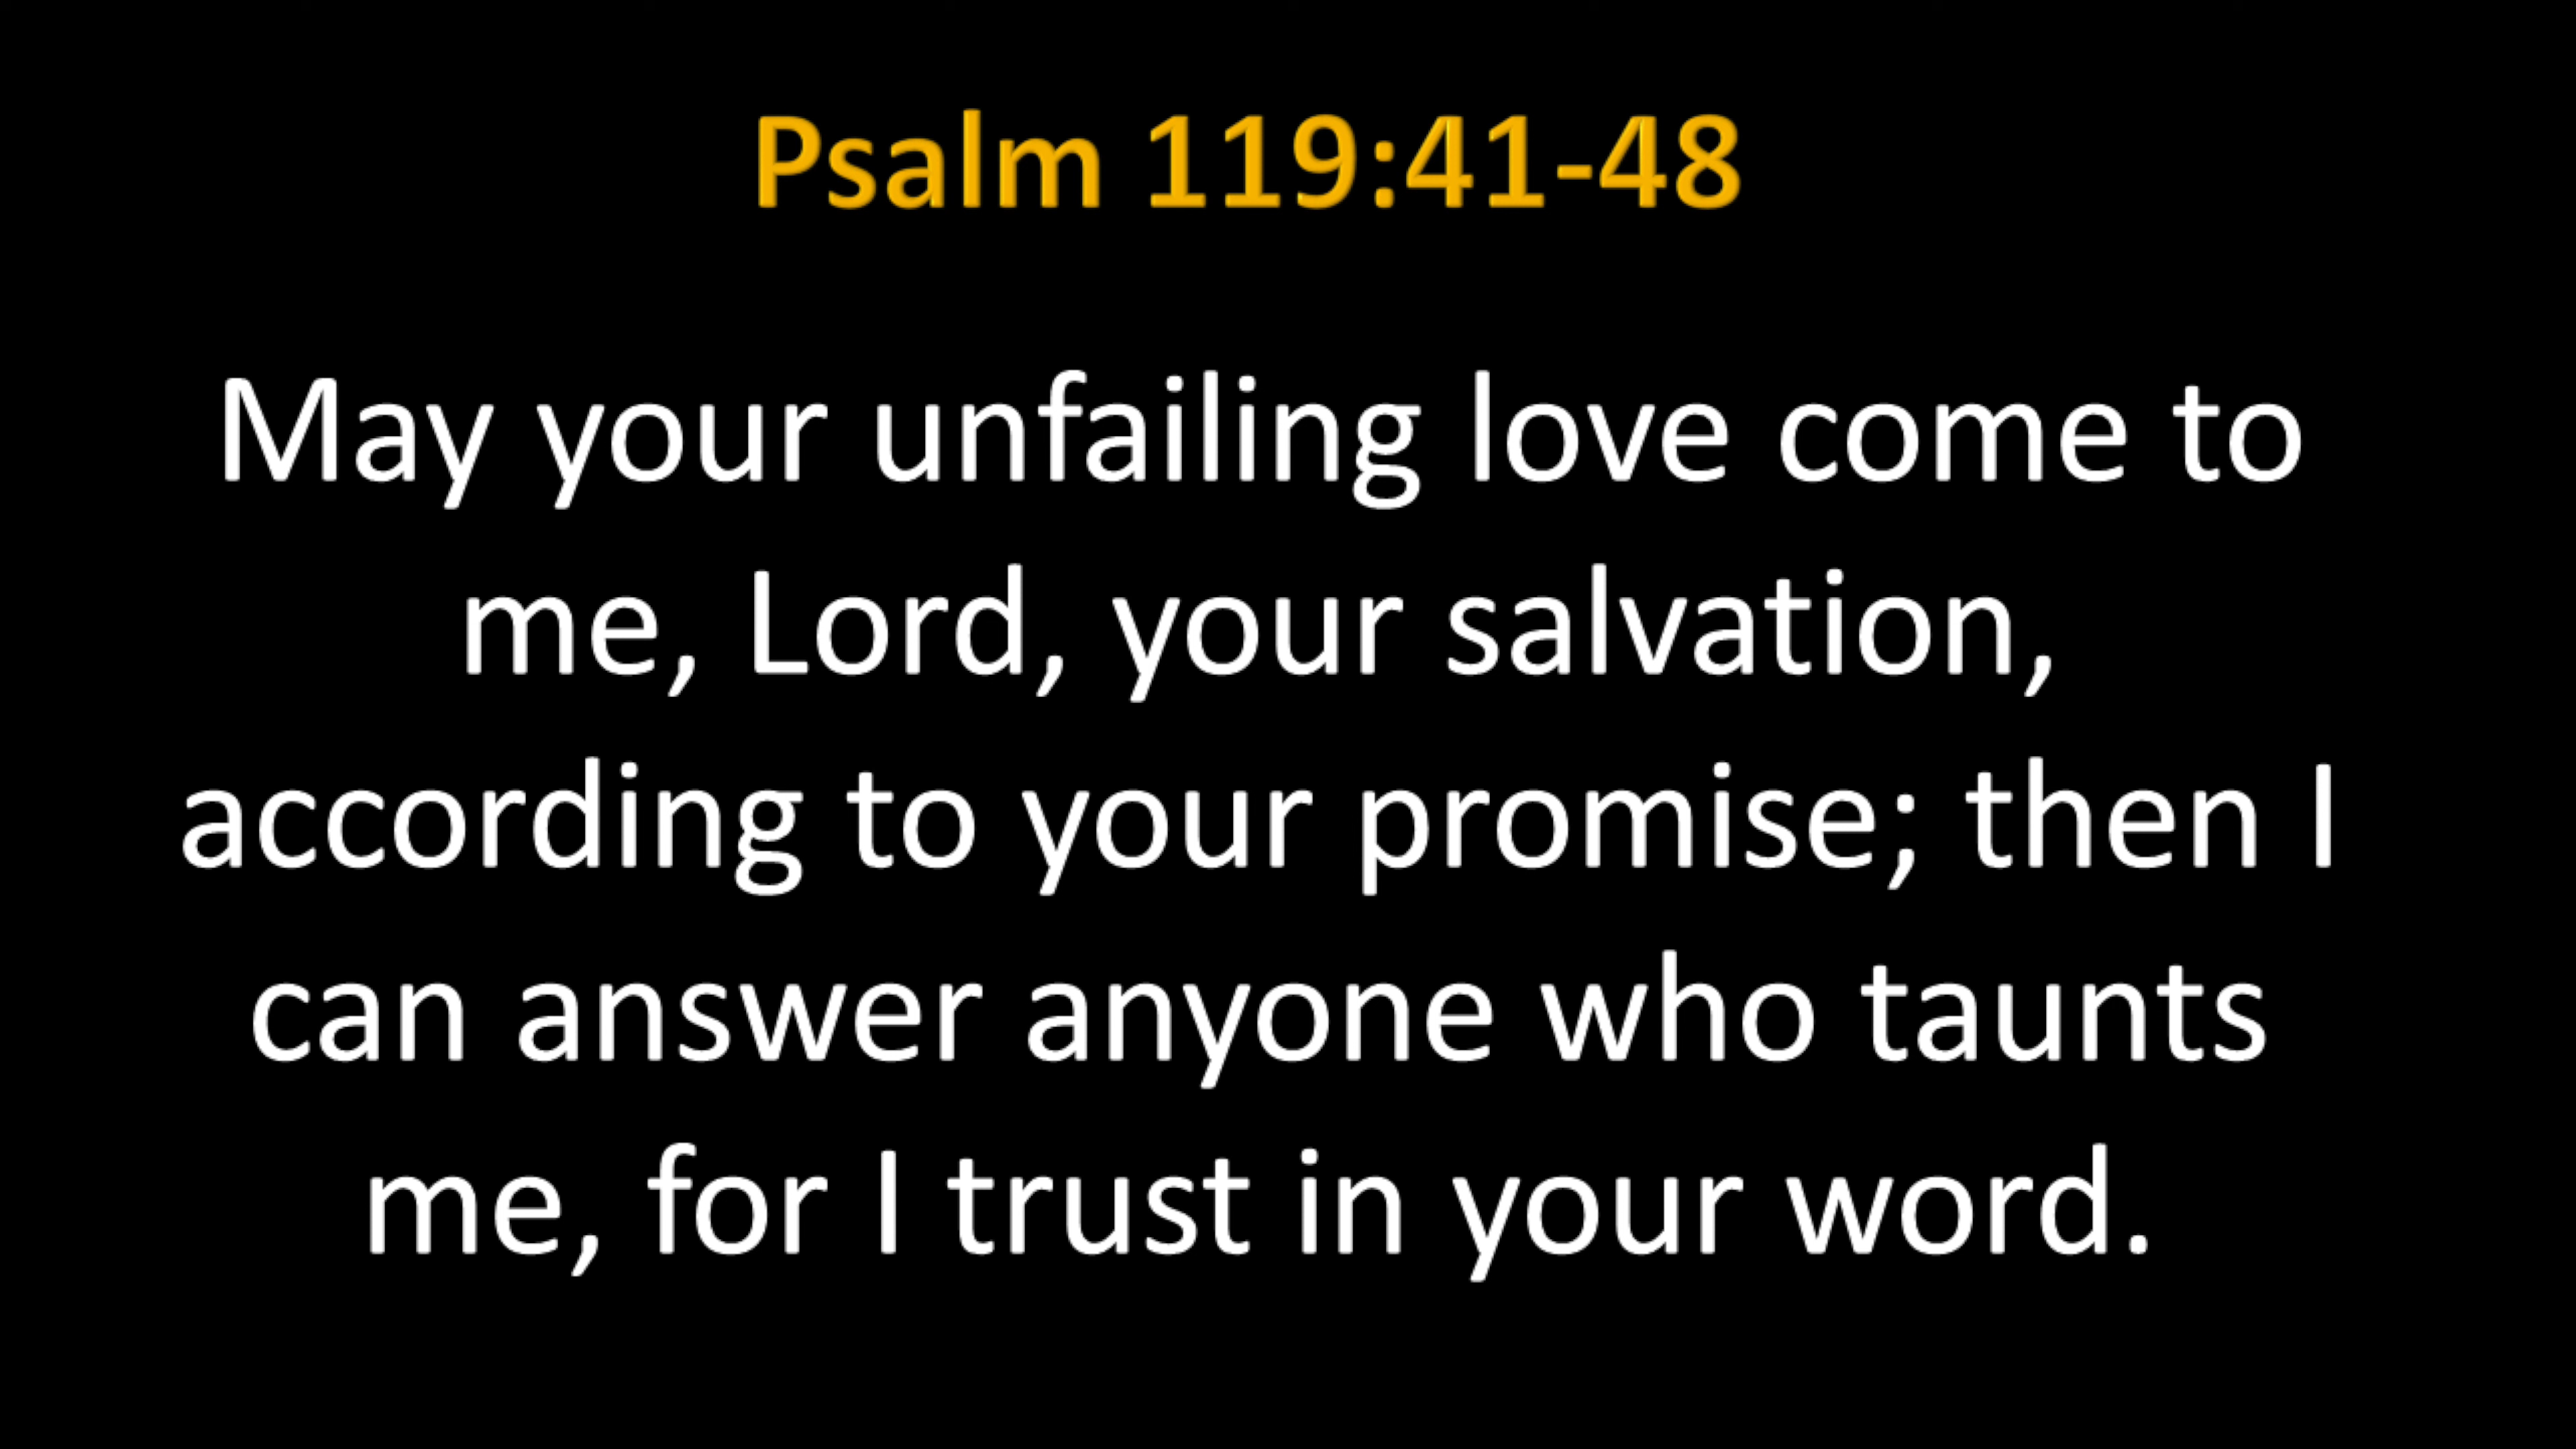 Psalm 119:41-48
May your unfailing love come to
me, Lord, your salvation,
according to your promise; then I
can answer anyone who taunts
me, for I trust in your word.